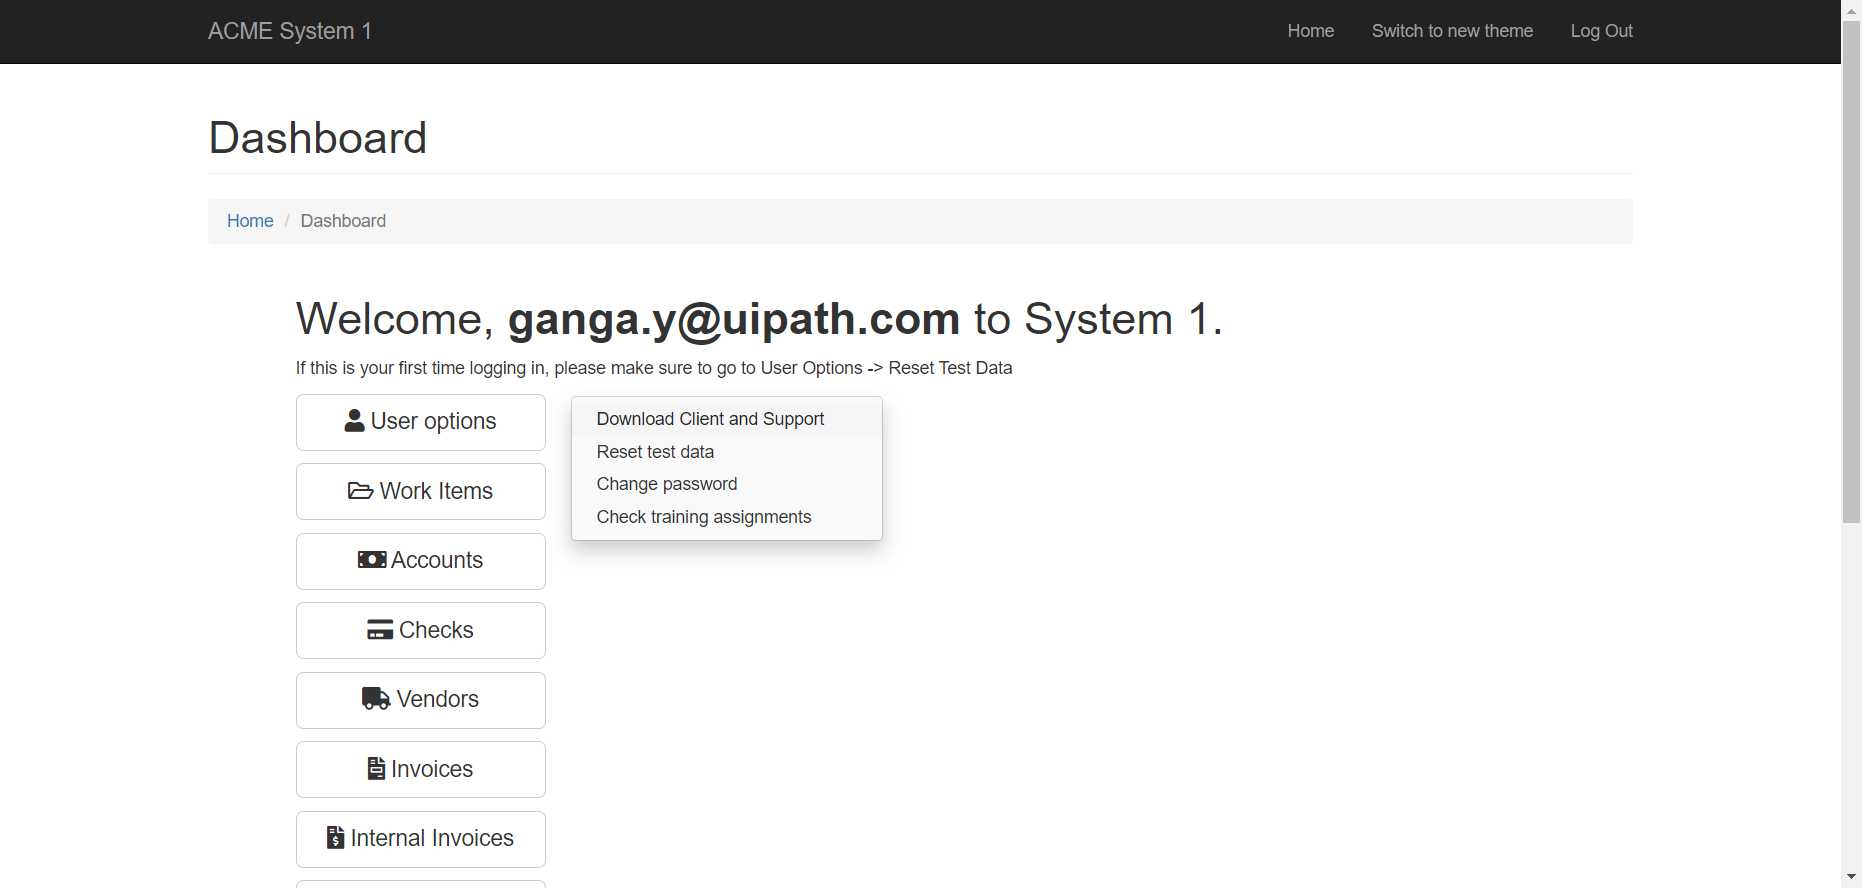 ACME System 1
Home
Switch to new theme
Log Out
Dashboard
Home / Dashboard
Welcome, ganga.y@uipath.com to System 1.
If this is your first time logging in, please make sure to go to User Options -> Reset Test Data
User options
Download Client and Support
Reset test data
Change password
Check training assignments
Work Items
Accounts
Checks
Vendors
Invoices
Internal Invoices